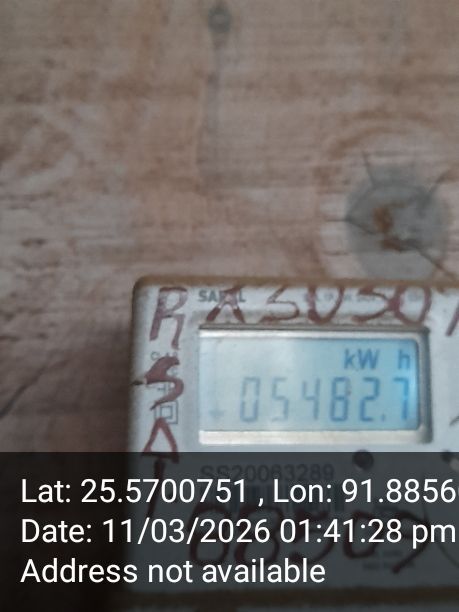 kW h
05482.7
SS20063289
Lat: 25.5700751 , Lon: 91.8856
Date: 11/03/2026 01:41:28 pm
Address not available